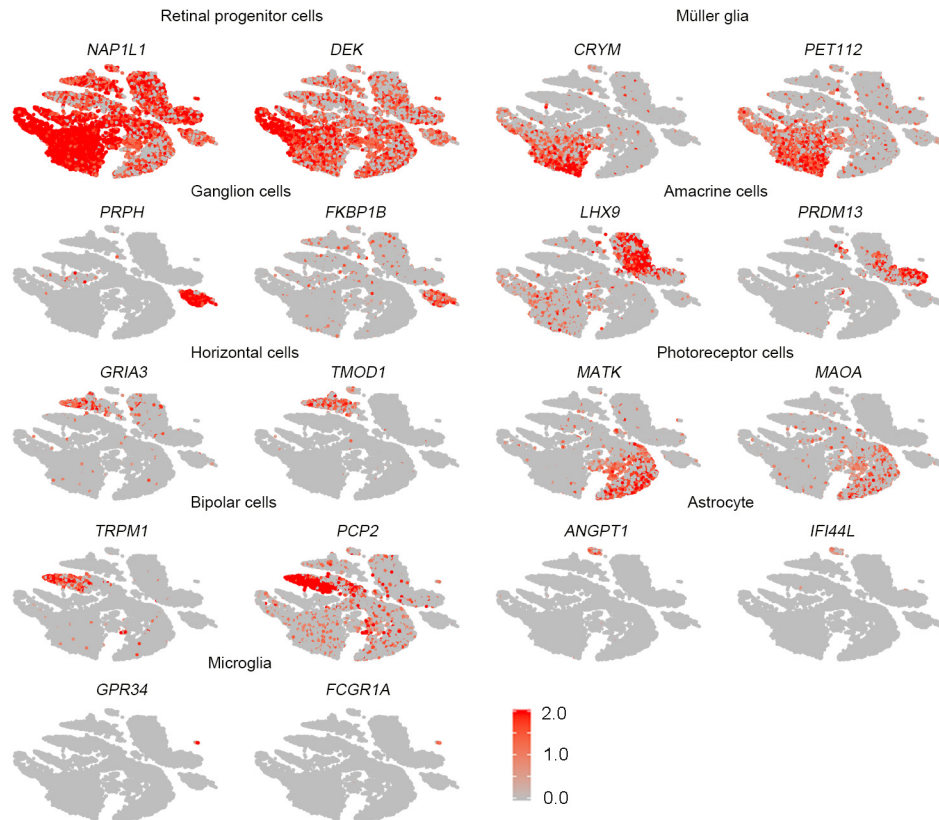 Retinal progenitor cells Müller glia
NAP1L1 DEK CRYM PET112
Ganglion cells Amacrine cells
PRPH FKBP1B LHX9 PRDM13
Horizontal cells Photoreceptor cells
GRIA3 TMOD1 MATK MAOA
Bipolar cells Astrocyte
TRPM1 PCP2 ANGPT1 IFI44L
Microglia
GPR34 FCGR1A
2.0
1.0
0.0